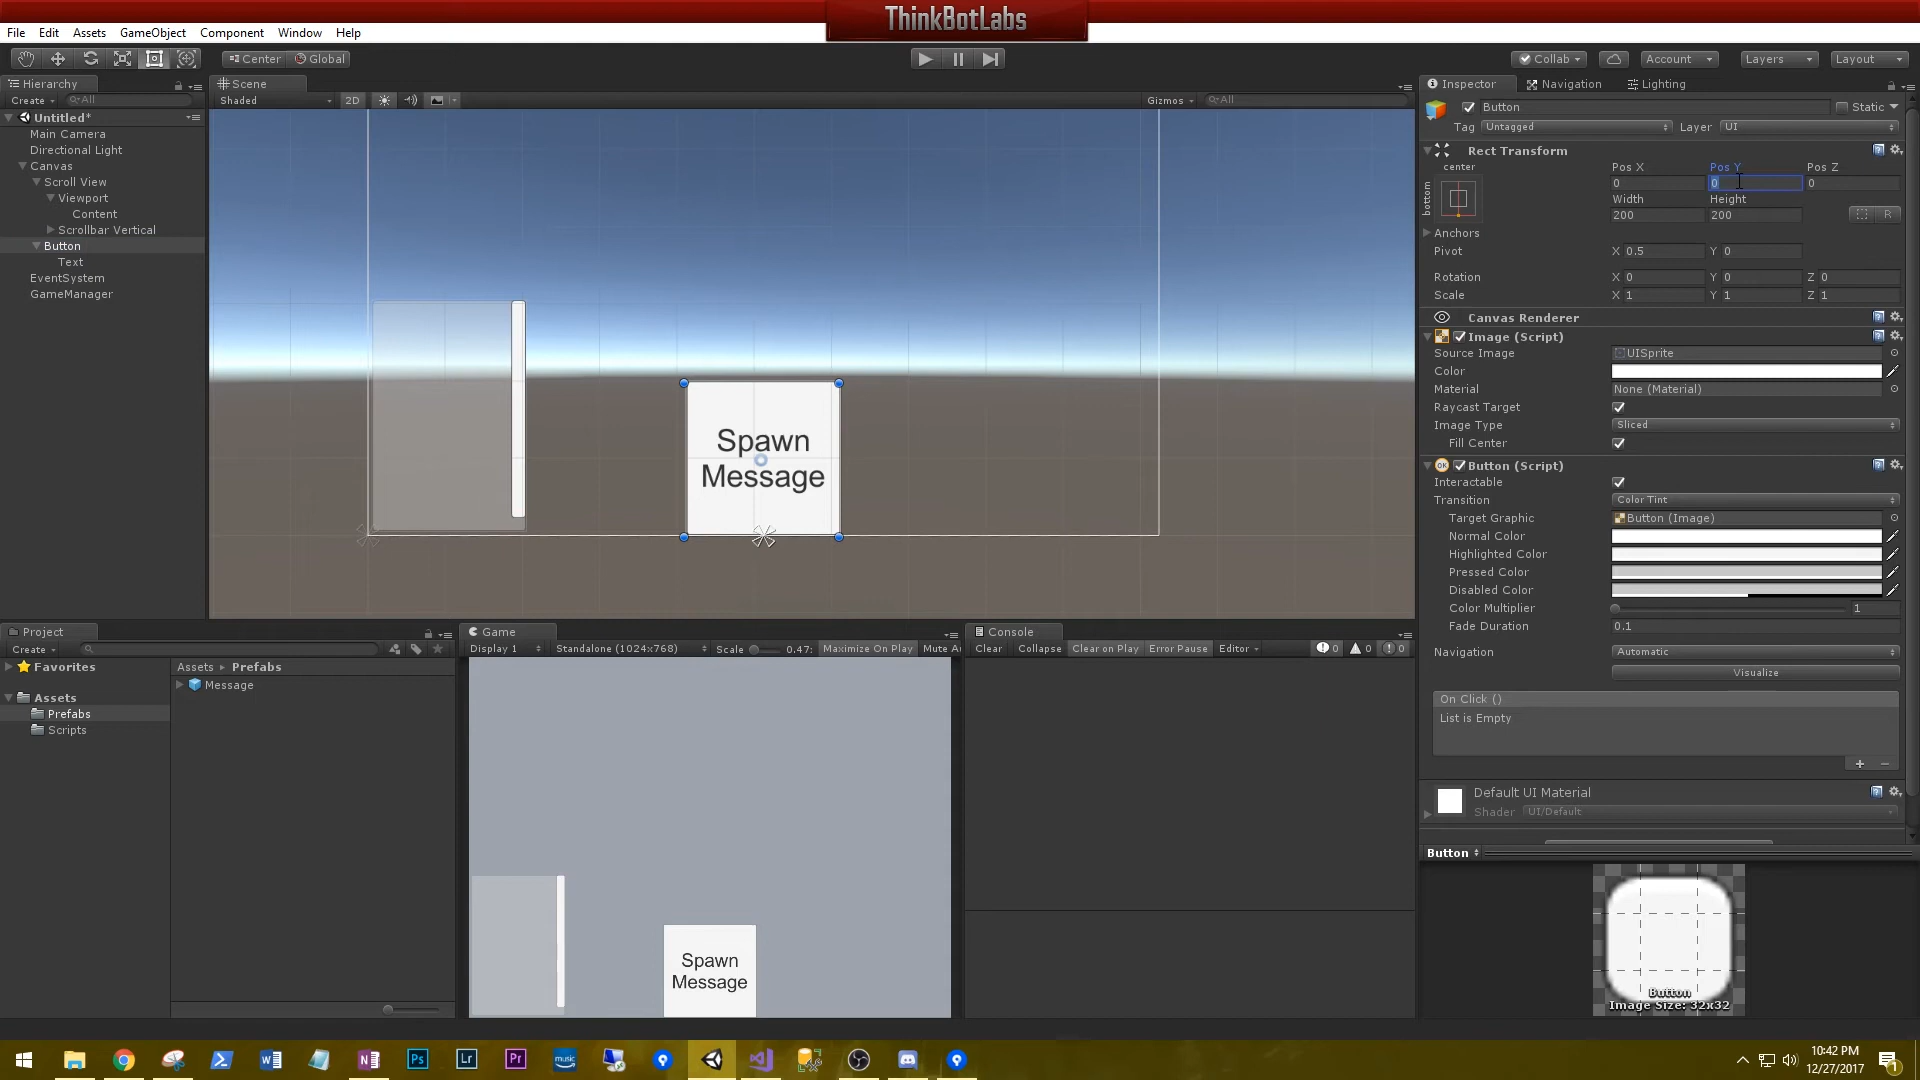 ThinkBotLabs
File Edit Assets GameObject Component Window Help
Center Global
Collab Account Layers Layout
Hierarchy
Create All
Untitled*
Main Camera
Directional Light
Canvas
Scroll View
Viewport
Content
Scrollbar Vertical
Button
Text
EventSystem
GameManager
Scene
Shaded 2D Gizmos All
Spawn
Message
Inspector Navigation Lighting
Button Static
Tag Untagged Layer UI
Rect Transform
center
bottom
Pos X Pos Y Pos Z
0 0 0
Width Height
200 200 R
Anchors
Pivot X 0.5 Y 0
Rotation X 0 Y 0 Z 0
Scale X 1 Y 1 Z 1
Canvas Renderer
Image (Script)
Source Image UISprite
Color
Material None (Material)
Raycast Target
Image Type Sliced
Fill Center
OK Button (Script)
Interactable
Transition Color Tint
Target Graphic Button (Image)
Normal Color
Highlighted Color
Pressed Color
Disabled Color
Color Multiplier 1
Fade Duration 0.1
Navigation Automatic
Visualize
On Click ()
List is Empty
+ −
Default UI Material
Shader UI/Default
Button
Button
Image Size: 32x32
Project
Create
Favorites
Assets
Prefabs
Scripts
Assets ▸ Prefabs
Message
Game
Display 1 Standalone (1024x768) Scale 0.47: Maximize On Play Mute A
Spawn
Message
Console
Clear Collapse Clear on Play Error Pause Editor 0 0 0
Ps Lr Pr music
10:42 PM
12/27/2017
1